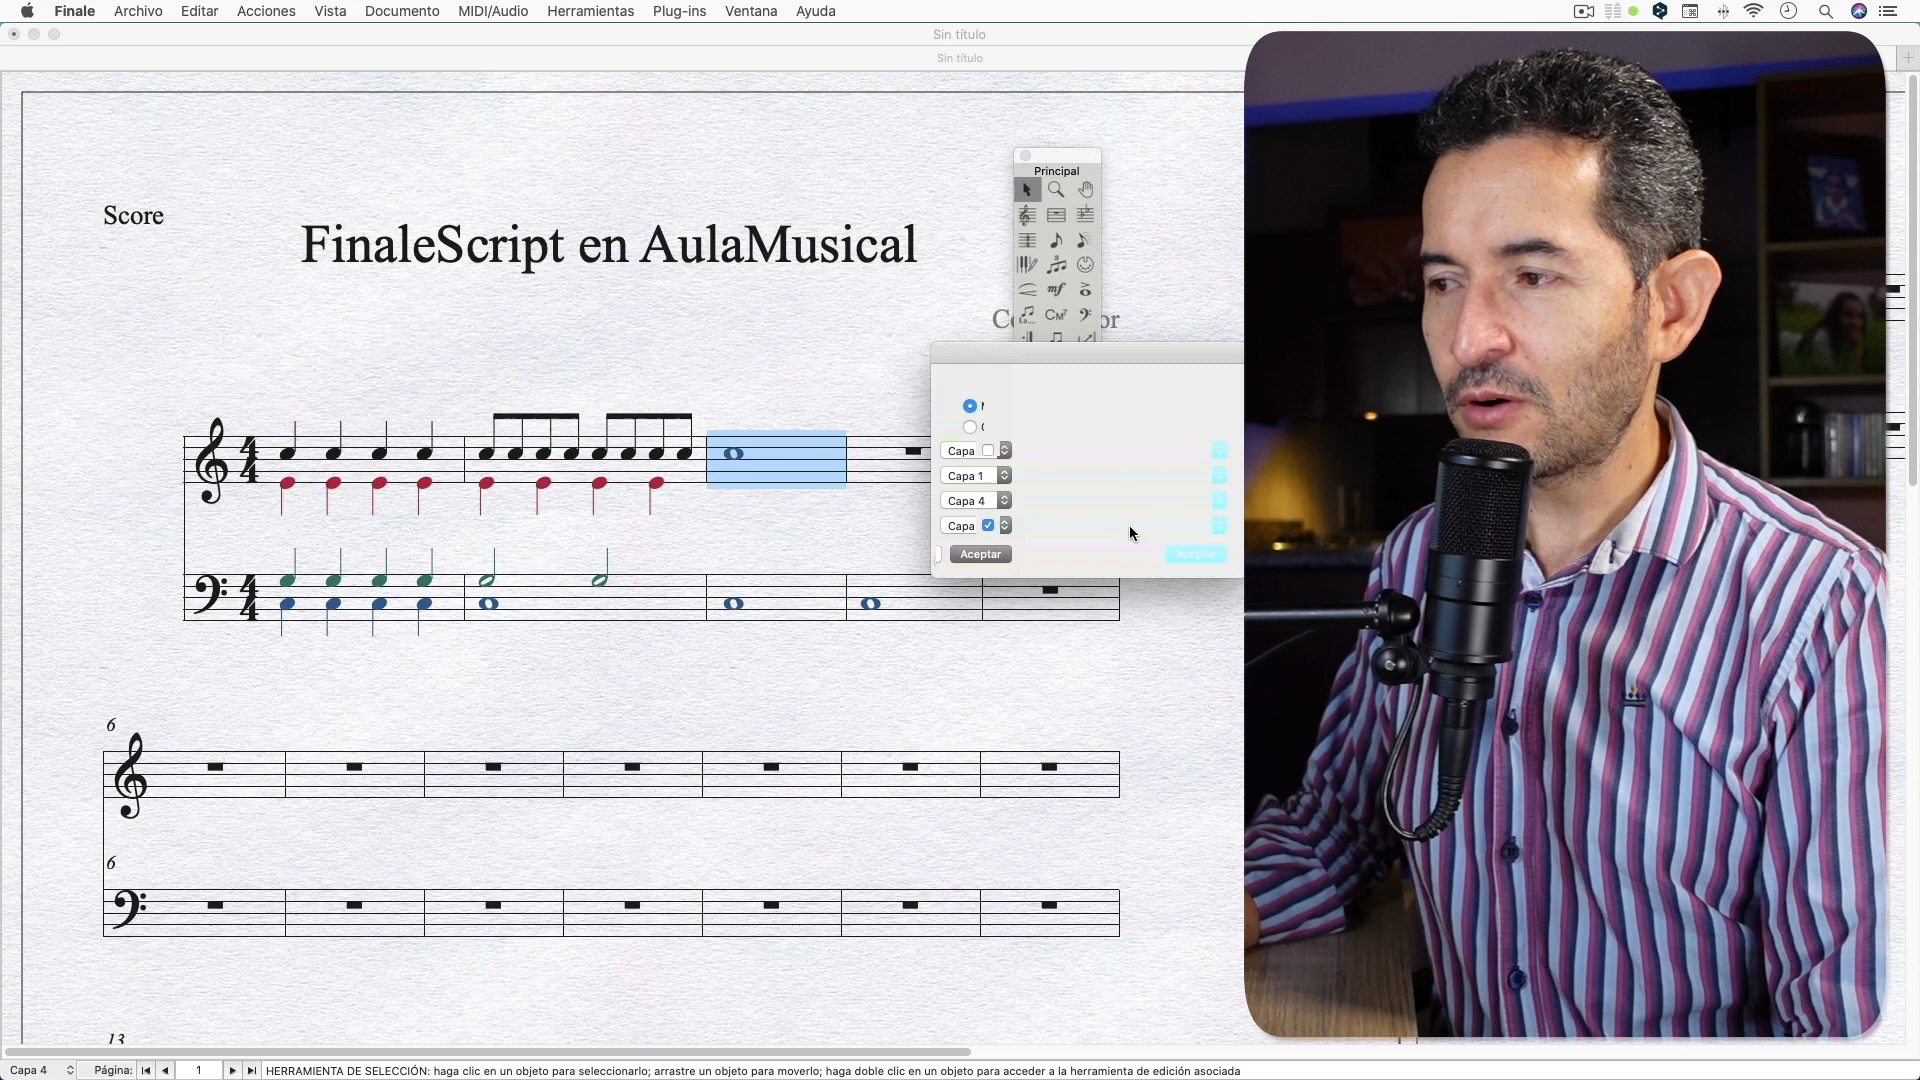 Finale Archivo Editar Acciones Vista Documento MIDI/Audio Herramientas Plug-ins Ventana Ayuda
Sin título
Sin título
Principal
Score
FinaleScript en AulaMusical
mf
CM7
Capa
Capa 1
Capa 4
Capa
Aceptar
Aceptar
6
6
13
Capa 4 Página: 1 HERRAMIENTA DE SELECCIÓN: haga clic en un objeto para seleccionarlo; arrastre un objeto para moverlo; haga doble clic en un objeto para acceder a la herramienta de edición asociada